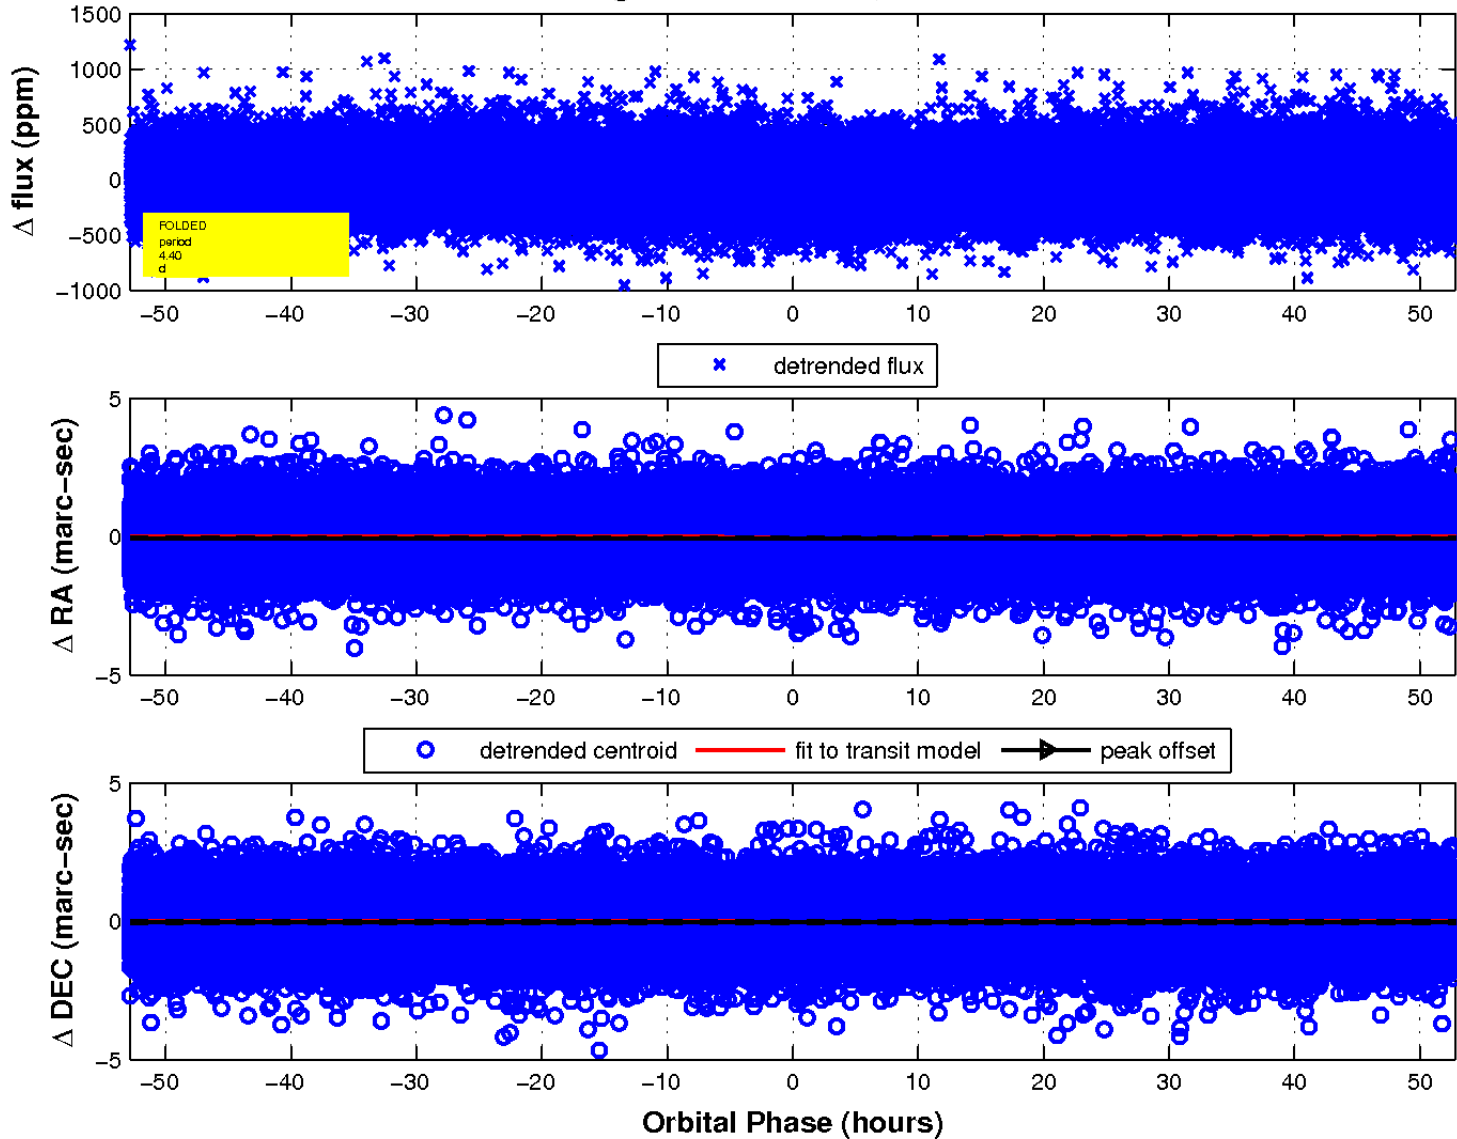 1500
1000
500
0
−500
−1000
Δ flux (ppm)
FOLDED
period
4.40
d
−50 −40 −30 −20 −10 0 10 20 30 40 50
detrended flux
5
0
−5
Δ RA (marc−sec)
−50 −40 −30 −20 −10 0 10 20 30 40 50
detrended centroid fit to transit model peak offset
5
0
−5
Δ DEC (marc−sec)
−50 −40 −30 −20 −10 0 10 20 30 40 50
Orbital Phase (hours)